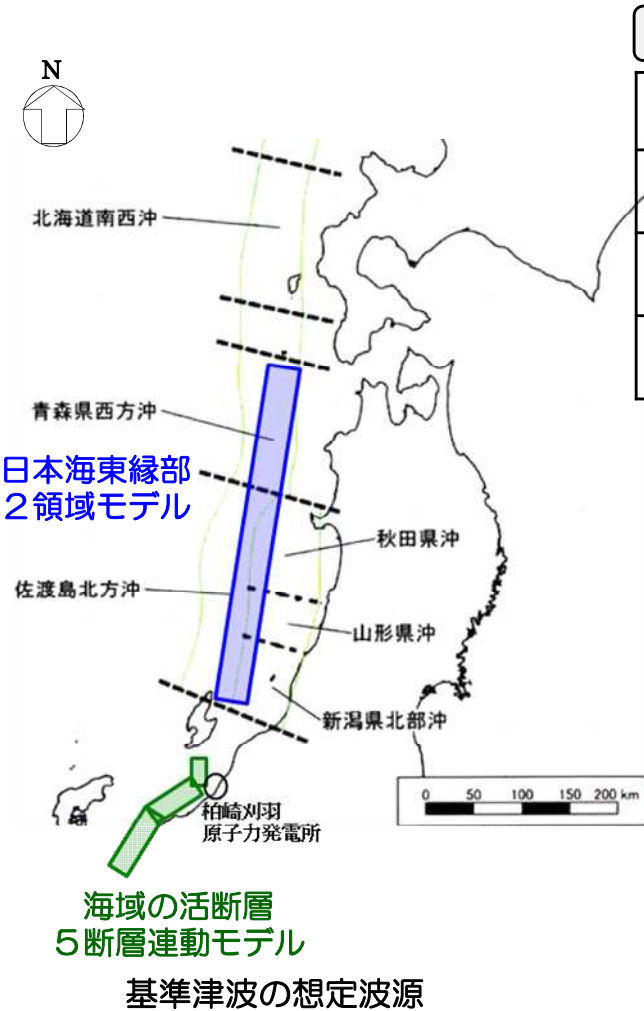 N
北海道南西沖
青森県西方沖
日本海東縁部
２領域モデル
秋田県沖
佐渡島北方沖
山形県沖
新潟県北部沖
0 50 100 150 200 km
柏崎刈羽
原子力発電所
海域の活断層
５断層連動モデル
基準津波の想定波源